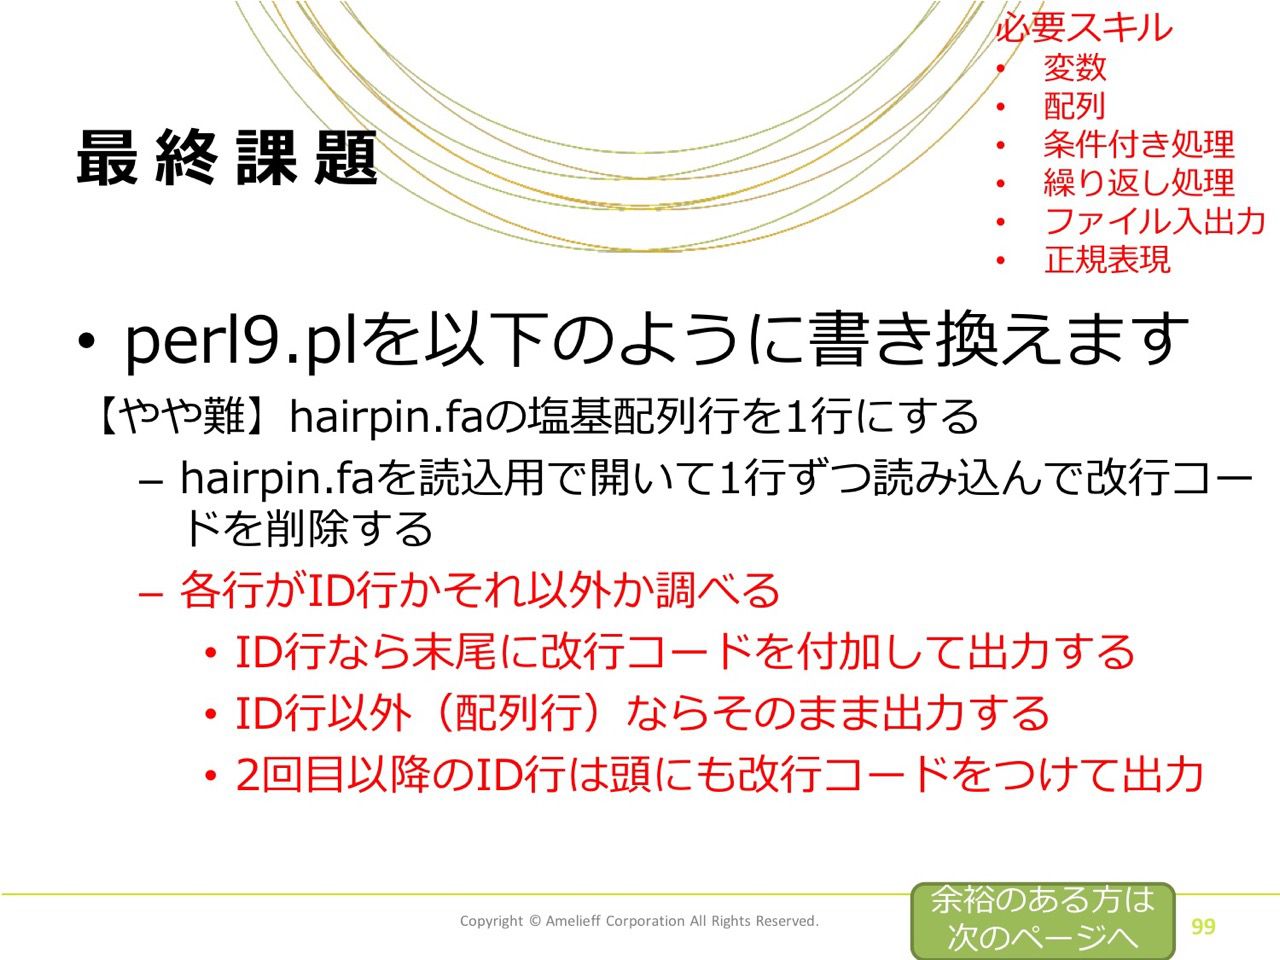 必要スキル
• 変数
• 配列
• 条件付き処理
• 繰り返し処理
• ファイル入出力
• 正規表現
最終課題
• perl9.plを以下のように書き換えます
【やや難】hairpin.faの塩基配列行を1行にする
– hairpin.faを読込用で開いて1行ずつ読み込んで改行コー
ドを削除する
– 各行がID行かそれ以外か調べる
• ID行なら末尾に改行コードを付加して出力する
• ID行以外（配列行）ならそのまま出力する
• 2回目以降のID行は頭にも改行コードをつけて出力
Copyright © Amelieff Corporation All Rights Reserved.
余裕のある方は
次のページへ
99